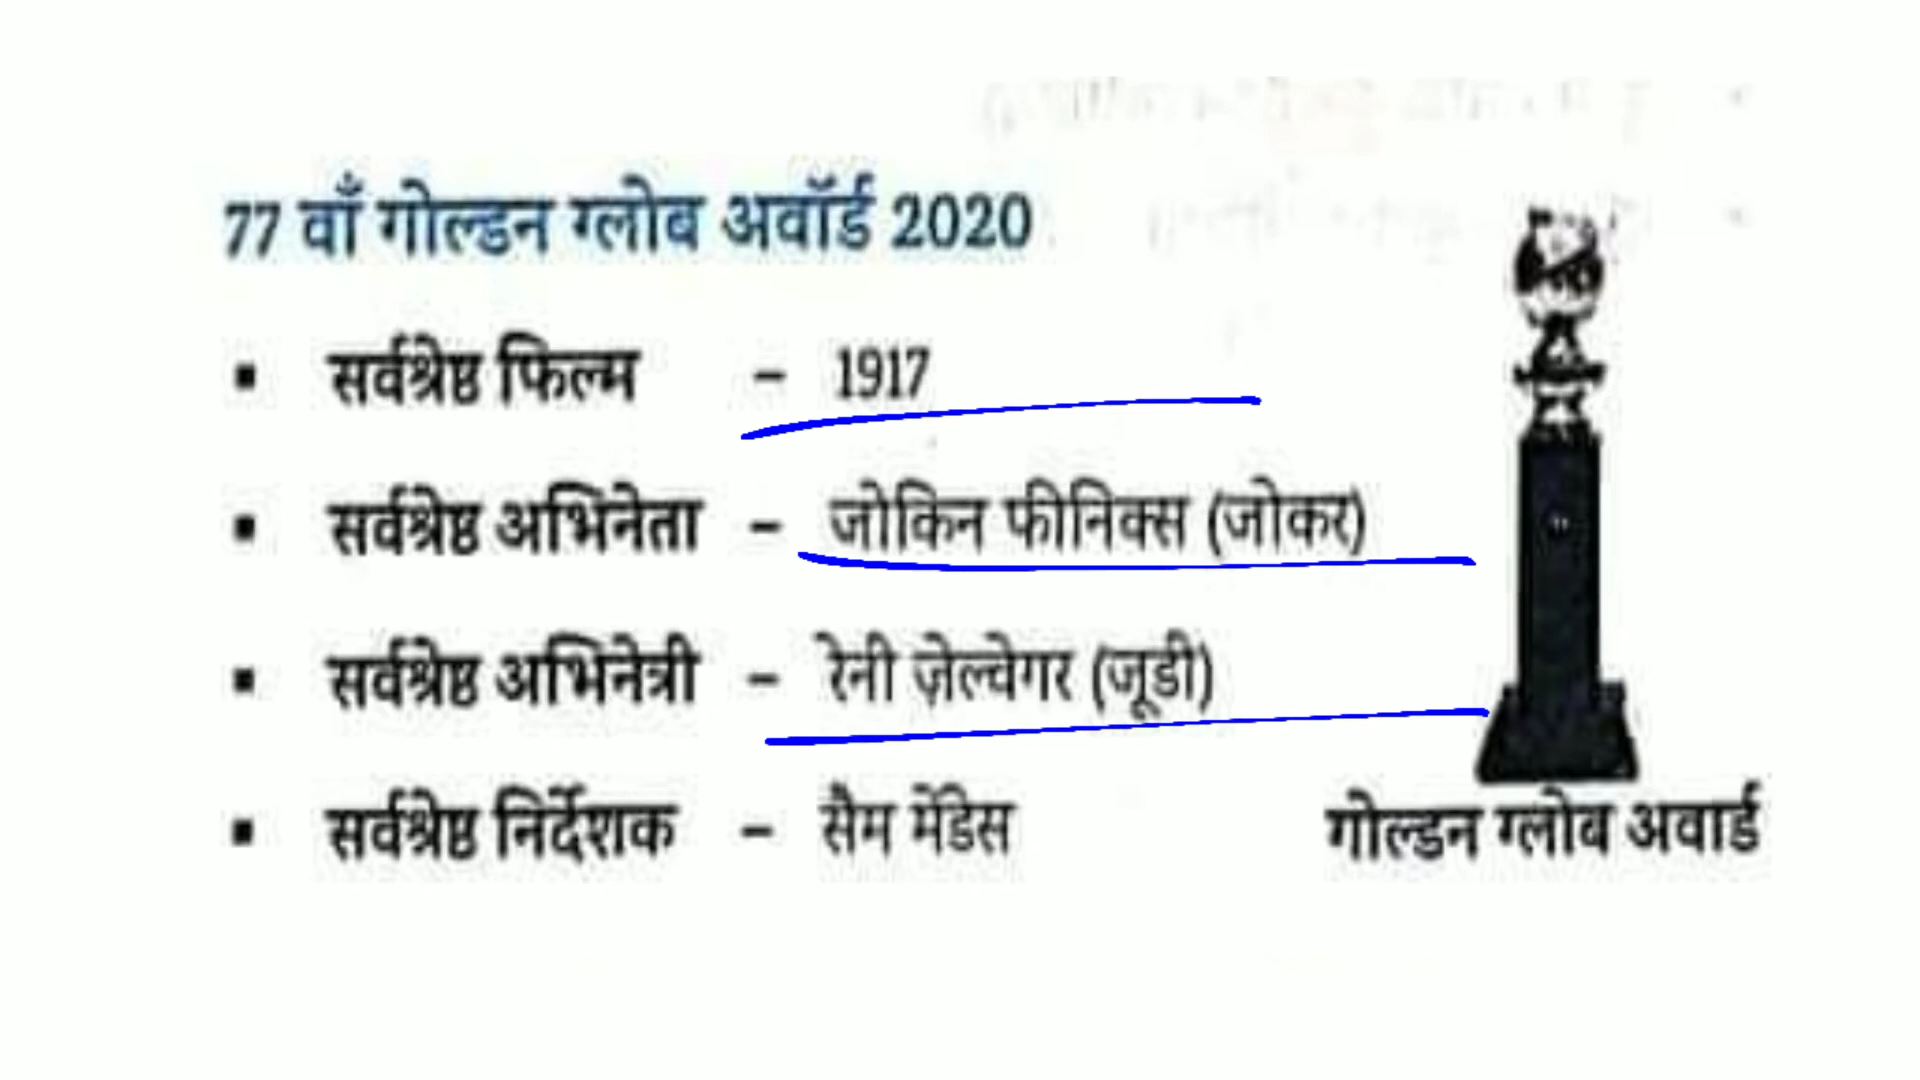 77 वाँ गोल्डन ग्लोब अवॉर्ड 2020
▪ सर्वश्रेष्ठ फिल्म – 1917
▪ सर्वश्रेष्ठ अभिनेता – जोकिन फीनिक्स (जोकर)
▪ सर्वश्रेष्ठ अभिनेत्री – रेनी ज़ेल्वेगर (जूडी)
▪ सर्वश्रेष्ठ निर्देशक – सैम मेंडेस
गोल्डन ग्लोब अवार्ड